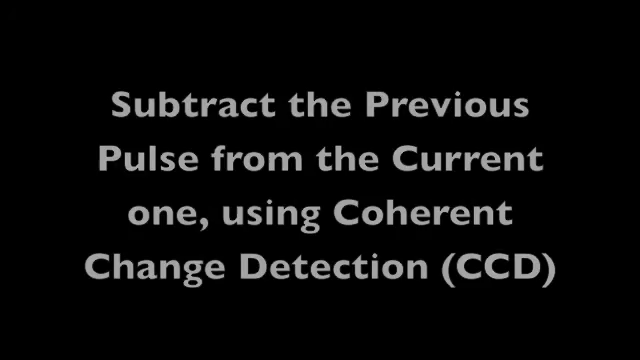 Subtract the Previous
Pulse from the Current
one, using Coherent
Change Detection (CCD)